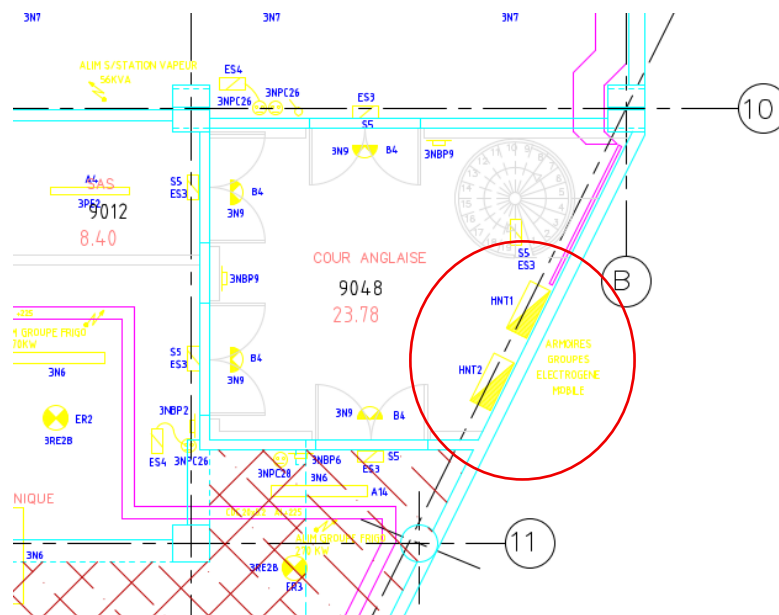 3N7
3N7
3N7
ALIM S/STATION VAPEUR
56KVA
ES4
3NPC26
3NPC26
ES3
S5
10
3N9
B4
3NBP9
A4
SAS
9012
3PE2
8.40
S5
ES3
B4
3N9
S5
ES3
COUR ANGLAISE
9048
23.78
3NBP9
B
HNT1
ARMOIRES
GROUPES
ELECTROGENE
MOBILE
GROUPE FRIGO
3N6
S5
ES3
B4
3N9
HNT2
3NBP2
ER2
3RE2B
ES4
3NPC26
3N9
B4
3NBP6
S5
ES3
3NPC28
3N6
A14
NIQUE
ALIM GROUPE FRIGO
210 KW
11
3N6
3RE2B
ER3